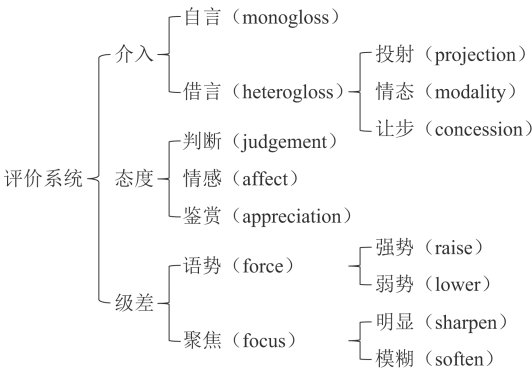 自言（monogloss）
介入
投射（projection）
借言（heterogloss）
情态（modality）
让步（concession）
判断（judgement）
评价系统
态度
情感（affect）
鉴赏（appreciation）
强势（raise）
语势（force）
弱势（lower）
级差
明显（sharpen）
聚焦（focus）
模糊（soften）